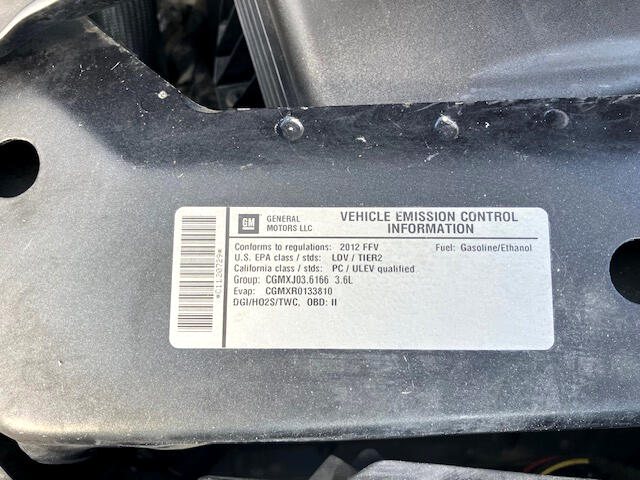 *C1120729*
GM
GENERAL
MOTORS LLC
VEHICLE EMISSION CONTROL
INFORMATION
Conforms to regulations: 2012 FFV Fuel: Gasoline/Ethanol
U.S. EPA class / stds: LDV / TIER2
California class / stds: PC / ULEV qualified
Group: CGMXJ03.6166 3.6L
Evap: CGMXR0133810
DGI/HO2S/TWC, OBD: II